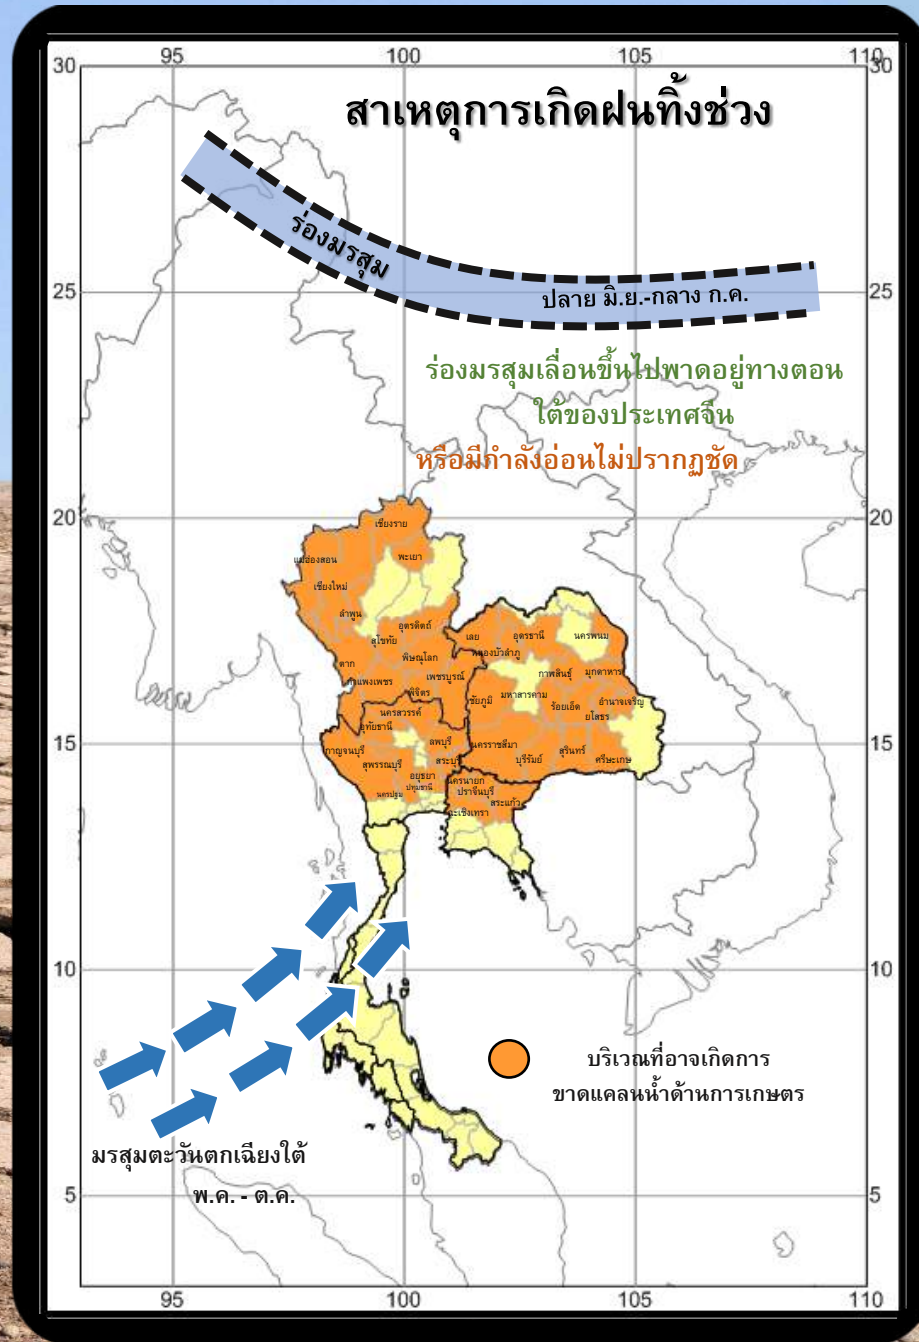 95
100
105
110
30
30
สาเหตุการเกิดฝนทิ้งช่วง
ร่องมรสุม
ปลาย มิ.ย.-กลาง ก.ค.
25
25
ร่องมรสุมเลื่อนขึ้นไปพาดอยู่ทางตอน
ใต้ของประเทศจีน
หรือมีกำลังอ่อนไม่ปรากฏชัด
20
20
เชียงราย
พะเยา
แม่ฮ่องสอน
เชียงใหม่
ลำพูน
อุตรดิตถ์
สุโขทัย
เลย
อุดรธานี
นครพนม
หนองบัวลำภู
พิษณุโลก
ตาก
กำแพงเพชร
เพชรบูรณ์
พิจิตร
กาฬสินธุ์
มุกดาหาร
ชัยภูมิ
มหาสารคาม
ร้อยเอ็ด
อำนาจเจริญ
ยโสธร
นครสวรรค์
อุทัยธานี
15
15
กาญจนบุรี
ลพบุรี
นครราชสีมา
สุรินทร์
สุพรรณบุรี
สระบุรี
บุรีรัมย์
ศรีษะเกษ
อยุธยา
นครนายก
ปทุมธานี
ปราจีนบุรี
นครปฐม
สระแก้ว
ฉะเชิงเทรา
10
10
บริเวณที่อาจเกิดการ
ขาดแคลนน้ำด้านการเกษตร
มรสุมตะวันตกเฉียงใต้
พ.ค. - ต.ค.
5
5
95
100
105
110